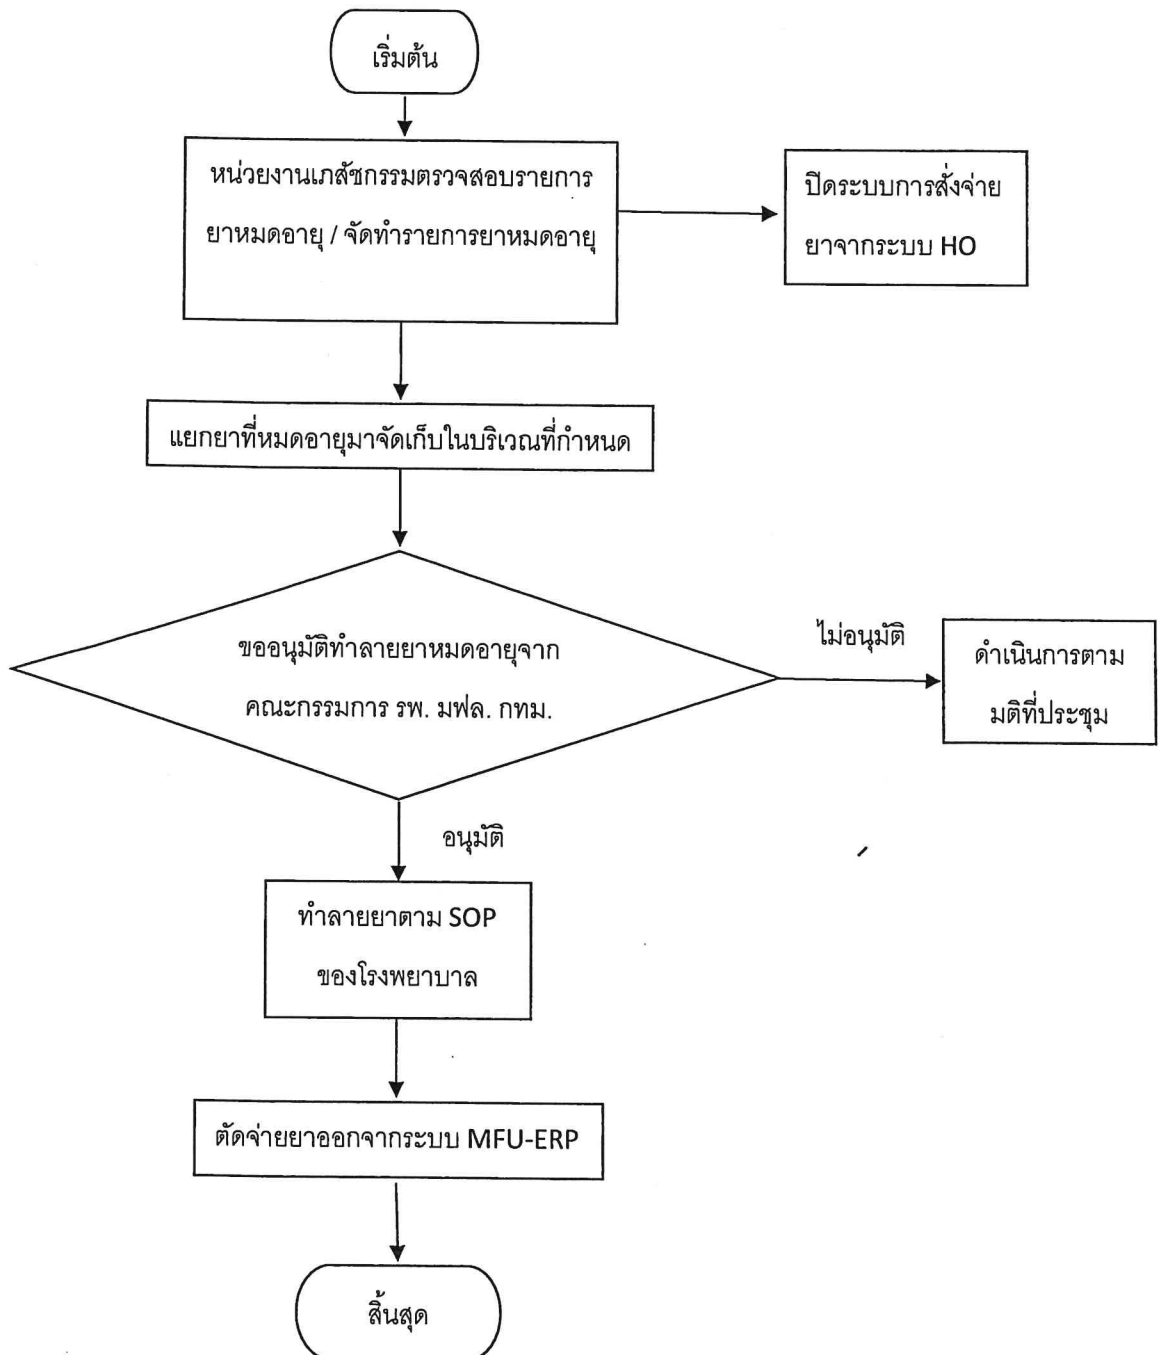 เริ่มต้น
หน่วยงานเภสัชกรรมตรวจสอบรายการ
ยาหมดอายุ / จัดทำรายการยาหมดอายุ
ปิดระบบการสั่งจ่าย
ยาจากระบบ HO
แยกยาที่หมดอายุมาจัดเก็บในบริเวณที่กำหนด
ขออนุมัติทำลายยาหมดอายุจาก
คณะกรรมการ รพ. มฟล. กทม.
ไม่อนุมัติ
ดำเนินการตาม
มติที่ประชุม
อนุมัติ
ทำลายยาตาม SOP
ของโรงพยาบาล
ตัดจ่ายยาออกจากระบบ MFU-ERP
สิ้นสุด